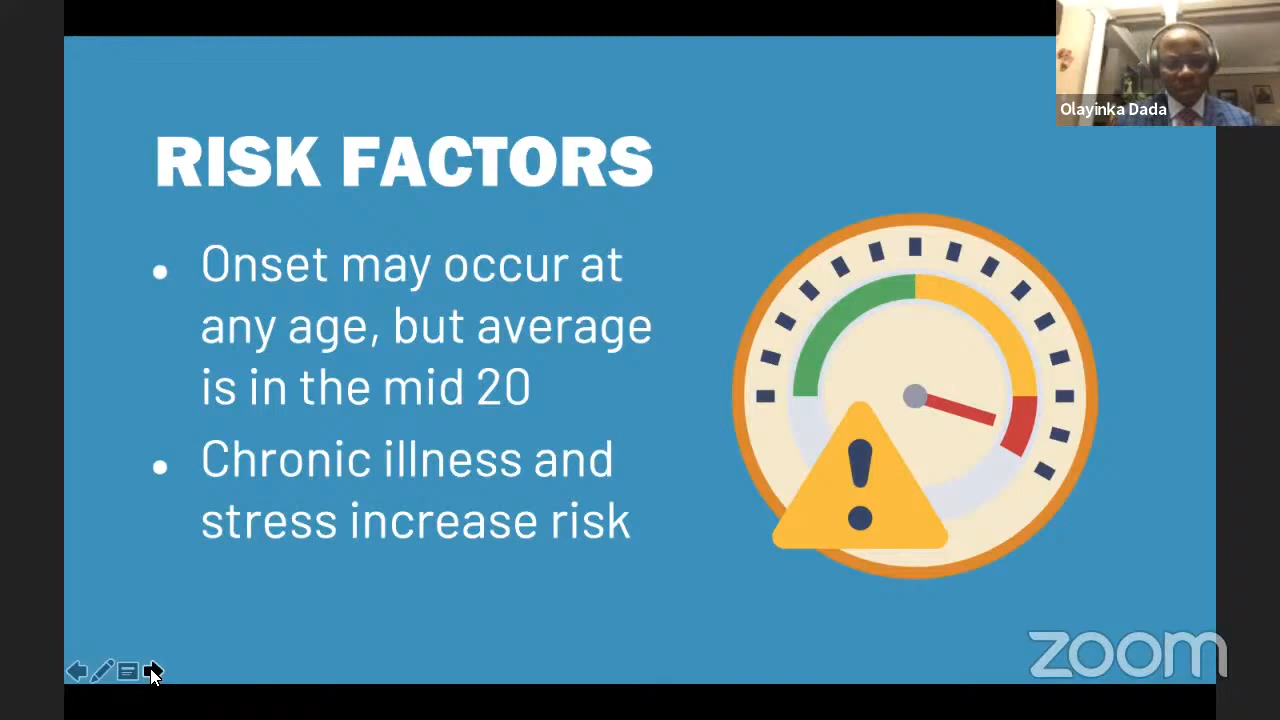 Olayinka Dada
RISK FACTORS
• Onset may occur at
any age, but average
is in the mid 20
• Chronic illness and
stress increase risk
!
zoom